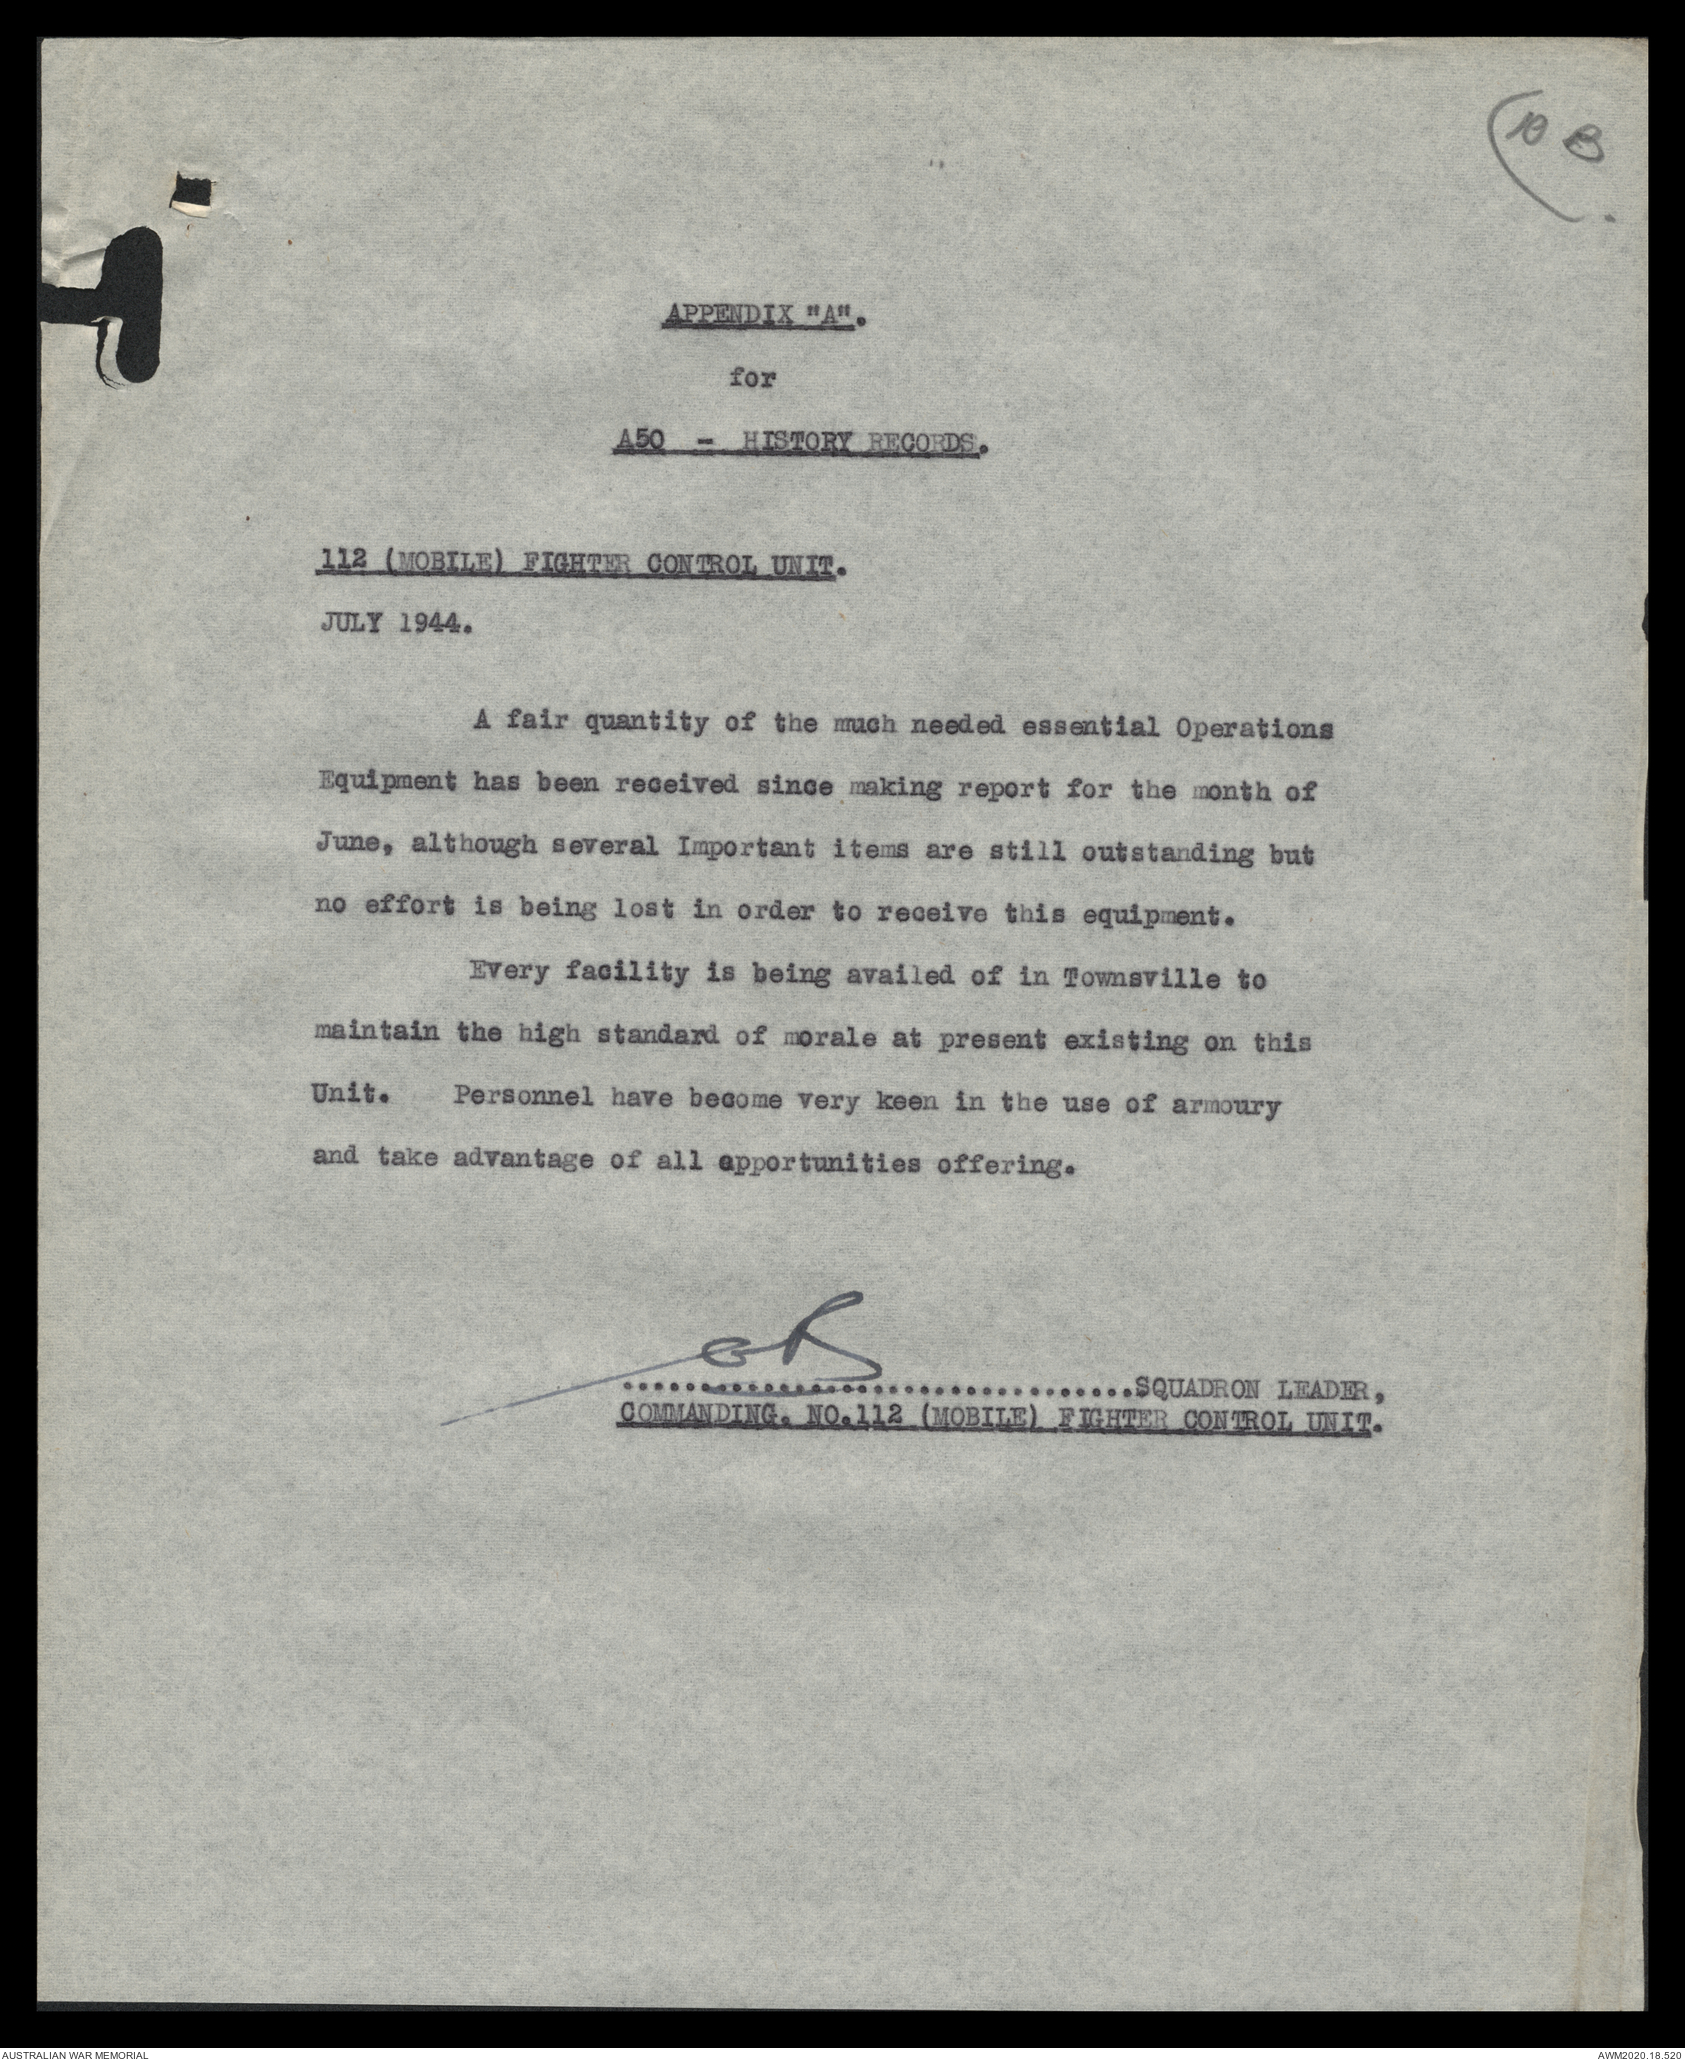 10 B
APPENDIX "A".
for
A50 - HISTORY RECORDS.
112 (MOBILE) FIGHTER CONTROL UNIT.
JULY 1944.
A fair quantity of the much needed essential Operations
Equipment has been received since making report for the month of
June, although several Important items are still outstanding but
no effort is being lost in order to receive this equipment.
Every facility is being availed of in Townsville to
maintain the high standard of morale at present existing on this
Unit. Personnel have become very keen in the use of armoury
and take advantage of all opportunities offering.
.................................SQUADRON LEADER,
COMMANDING. NO.112 (MOBILE) FIGHTER CONTROL UNIT.
AUSTRALIAN WAR MEMORIAL
AWM2020.18.520